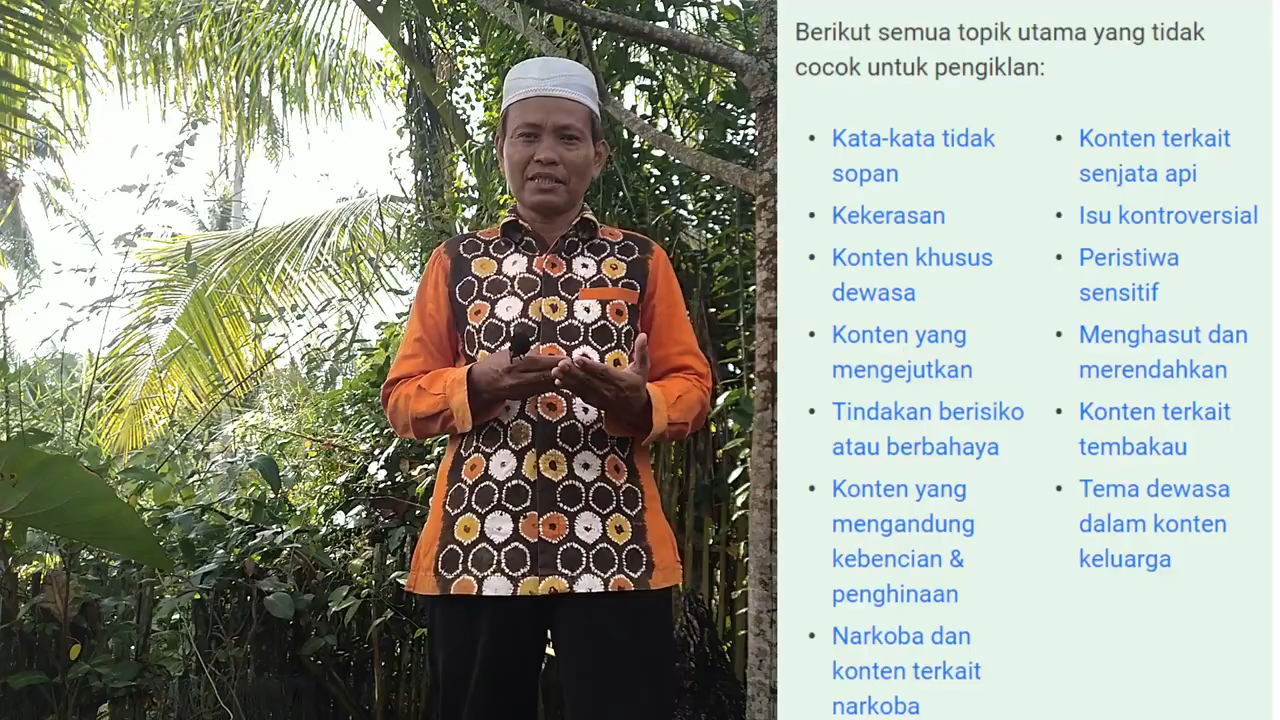 Berikut semua topik utama yang tidak
cocok untuk pengiklan:
• Kata-kata tidak
sopan
• Kekerasan
• Konten khusus
dewasa
• Konten yang
mengejutkan
• Tindakan berisiko
atau berbahaya
• Konten yang
mengandung
kebencian &
penghinaan
• Narkoba dan
konten terkait
narkoba
• Konten terkait
senjata api
• Isu kontroversial
• Peristiwa
sensitif
• Menghasut dan
merendahkan
• Konten terkait
tembakau
• Tema dewasa
dalam konten
keluarga